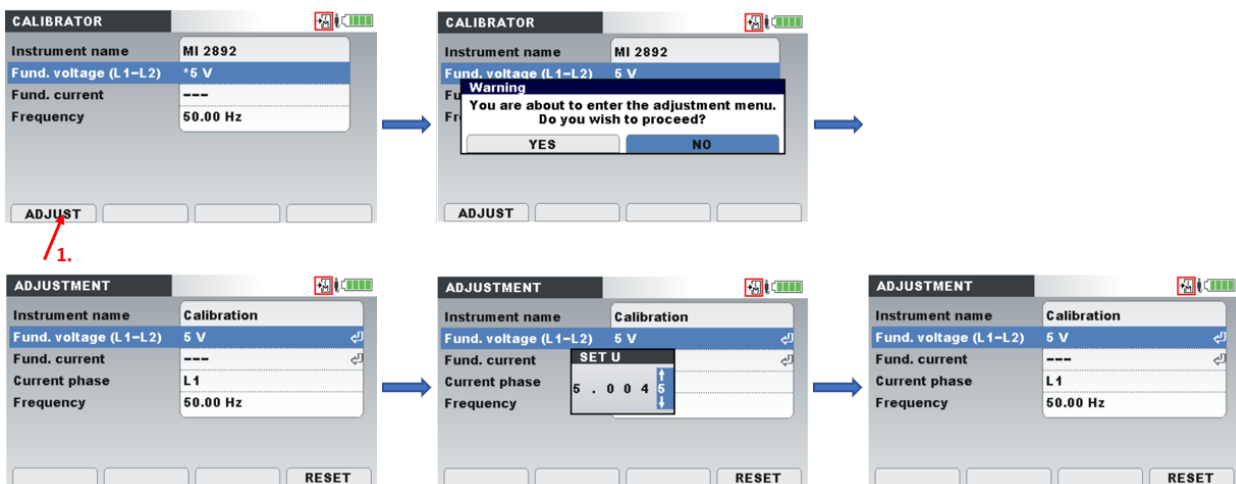 CALIBRATOR
Instrument name MI 2892
Fund. voltage (L1-L2) *5 V
Fund. current ---
Frequency 50.00 Hz
ADJUST
1.
CALIBRATOR
Instrument name MI 2892
Fund. voltage (L1-L2) 5 V
Fu
Fr
Warning
You are about to enter the adjustment menu.
Do you wish to proceed?
YES NO
ADJUST
ADJUSTMENT
Instrument name Calibration
Fund. voltage (L1-L2) 5 V
Fund. current ---
Current phase L1
Frequency 50.00 Hz
RESET
ADJUSTMENT
Instrument name Calibration
Fund. voltage (L1-L2) 5 V
Fund. current
Current phase
Frequency
SET U
5 . 0 0 4 5
RESET
ADJUSTMENT
Instrument name Calibration
Fund. voltage (L1-L2) 5 V
Fund. current ---
Current phase L1
Frequency 50.00 Hz
RESET